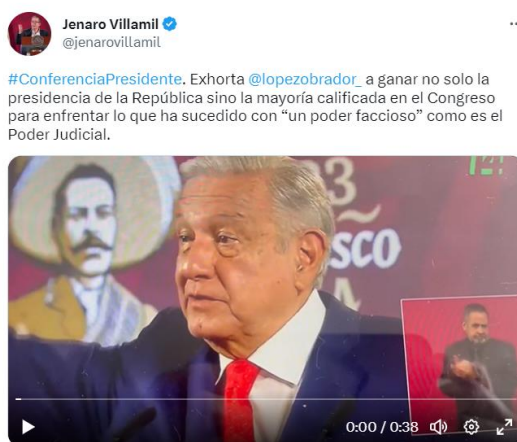 Jenaro Villamil
@jenarovillamil
#ConferenciaPresidente. Exhorta @lopezobrador_ a ganar no solo la
presidencia de la República sino la mayoría calificada en el Congreso
para enfrentar lo que ha sucedido con “un poder faccioso” como es el
Poder Judicial.
23
SCO
A
0:00 / 0:38